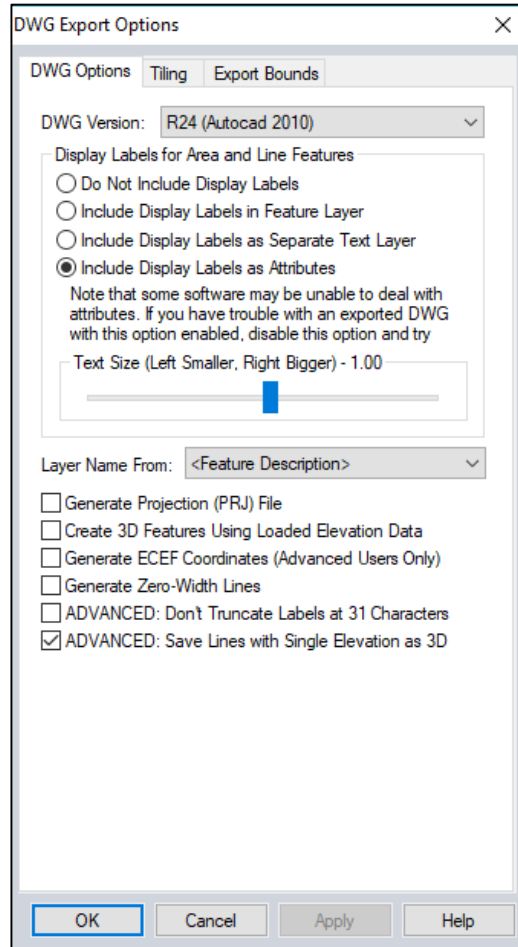 DWG Export Options
DWG Options Tiling Export Bounds
DWG Version: R24 (Autocad 2010)
Display Labels for Area and Line Features
Do Not Include Display Labels
Include Display Labels in Feature Layer
Include Display Labels as Separate Text Layer
Include Display Labels as Attributes
Note that some software may be unable to deal with
attributes. If you have trouble with an exported DWG
with this option enabled, disable this option and try
Text Size (Left Smaller, Right Bigger) - 1.00
Layer Name From: <Feature Description>
Generate Projection (PRJ) File
Create 3D Features Using Loaded Elevation Data
Generate ECEF Coordinates (Advanced Users Only)
Generate Zero-Width Lines
ADVANCED: Don't Truncate Labels at 31 Characters
ADVANCED: Save Lines with Single Elevation as 3D
OK Cancel Apply Help